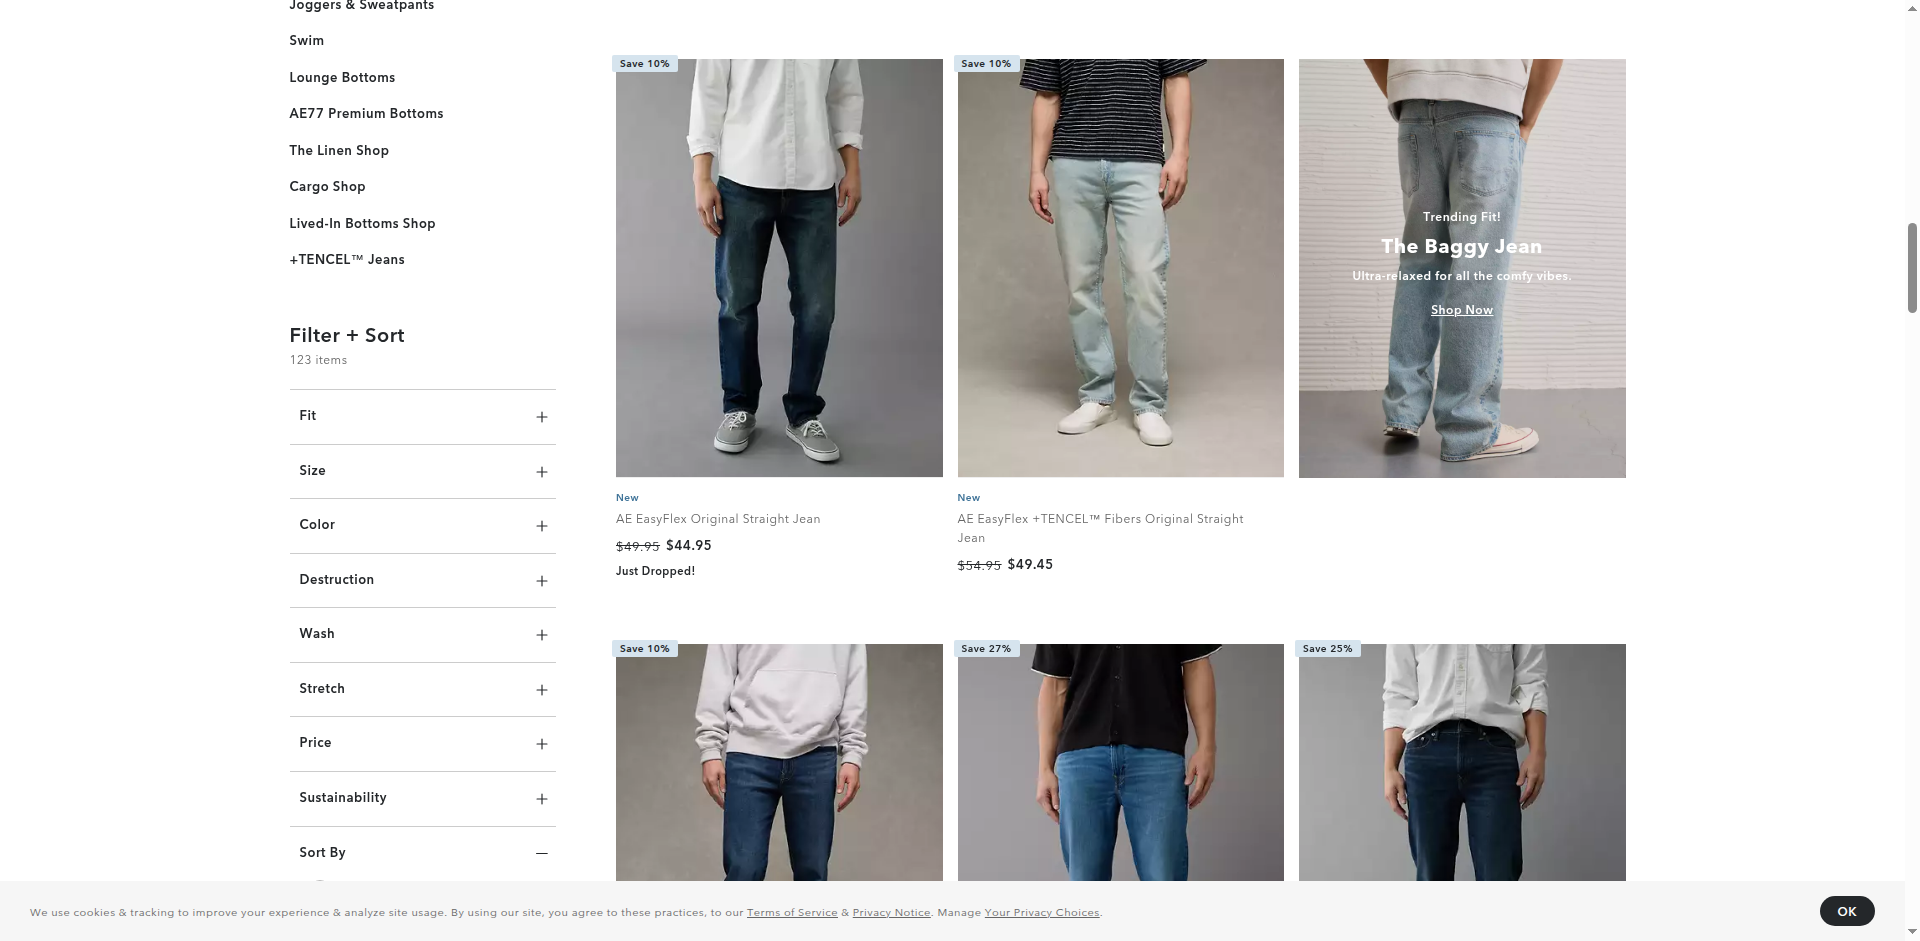 Joggers & Sweatpants
Swim
Lounge Bottoms
AE77 Premium Bottoms
The Linen Shop
Cargo Shop
Lived-In Bottoms Shop
+TENCEL™ Jeans
Filter + Sort
123 items
Fit
Size
Color
Destruction
Wash
Stretch
Price
Sustainability
Sort By
Save 10%
New
AE EasyFlex Original Straight Jean
$49.95 $44.95
Just Dropped!
Save 10%
New
AE EasyFlex +TENCEL™ Fibers Original Straight
Jean
$54.95 $49.45
Trending Fit!
The Baggy Jean
Ultra-relaxed for all the comfy vibes.
Shop Now
Save 10%
Save 27%
Save 25%
We use cookies & tracking to improve your experience & analyze site usage. By using our site, you agree to these practices, to our Terms of Service & Privacy Notice. Manage Your Privacy Choices.
OK